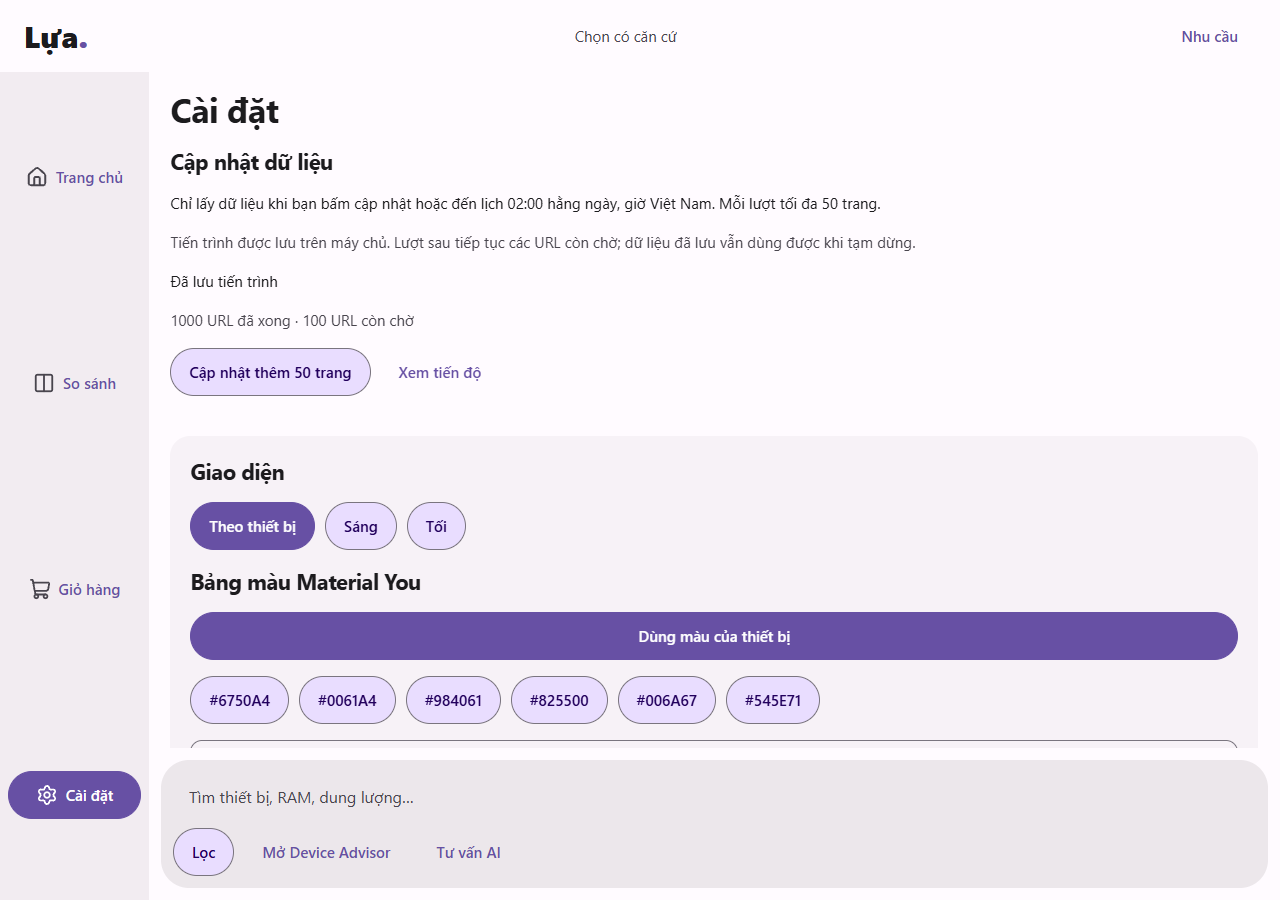 Lựa.
Chọn có căn cứ
Nhu cầu
Trang chủ
So sánh
Giỏ hàng
Cài đặt
Cài đặt
Cập nhật dữ liệu
Chỉ lấy dữ liệu khi bạn bấm cập nhật hoặc đến lịch 02:00 hằng ngày, giờ Việt Nam. Mỗi lượt tối đa 50 trang.
Tiến trình được lưu trên máy chủ. Lượt sau tiếp tục các URL còn chờ; dữ liệu đã lưu vẫn dùng được khi tạm dừng.
Đã lưu tiến trình
1000 URL đã xong · 100 URL còn chờ
Cập nhật thêm 50 trang
Xem tiến độ
Giao diện
Theo thiết bị
Sáng
Tối
Bảng màu Material You
Dùng màu của thiết bị
#6750A4
#0061A4
#984061
#825500
#006A67
#545E71
Tìm thiết bị, RAM, dung lượng...
Lọc
Mở Device Advisor
Tư vấn AI